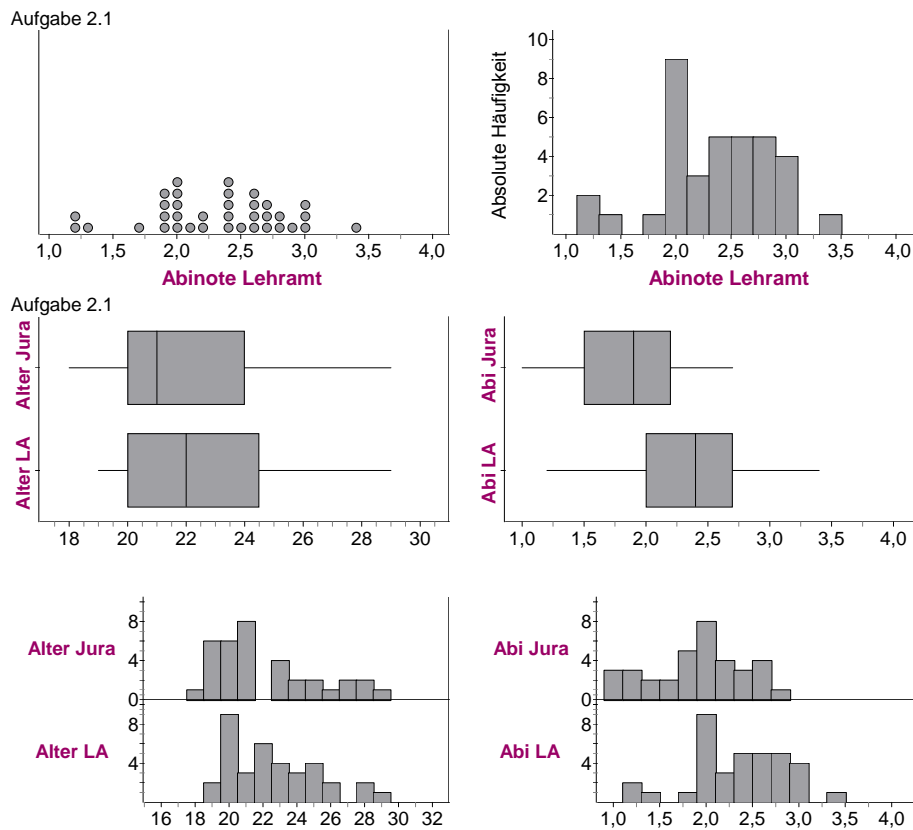 Aufgabe 2.1
1,0 1,5 2,0 2,5 3,0 3,5 4,0
Abinote Lehramt
10
8
6
4
2
Absolute Häufigkeit
1,0 1,5 2,0 2,5 3,0 3,5 4,0
Abinote Lehramt
Aufgabe 2.1
Alter Jura
Alter LA
18 20 22 24 26 28 30
Abi Jura
Abi LA
1,0 1,5 2,0 2,5 3,0 3,5 4,0
Alter Jura
8
4
0
Alter LA
8
4
16 18 20 22 24 26 28 30 32
Abi Jura
8
4
0
Abi LA
8
4
1,0 1,5 2,0 2,5 3,0 3,5 4,0